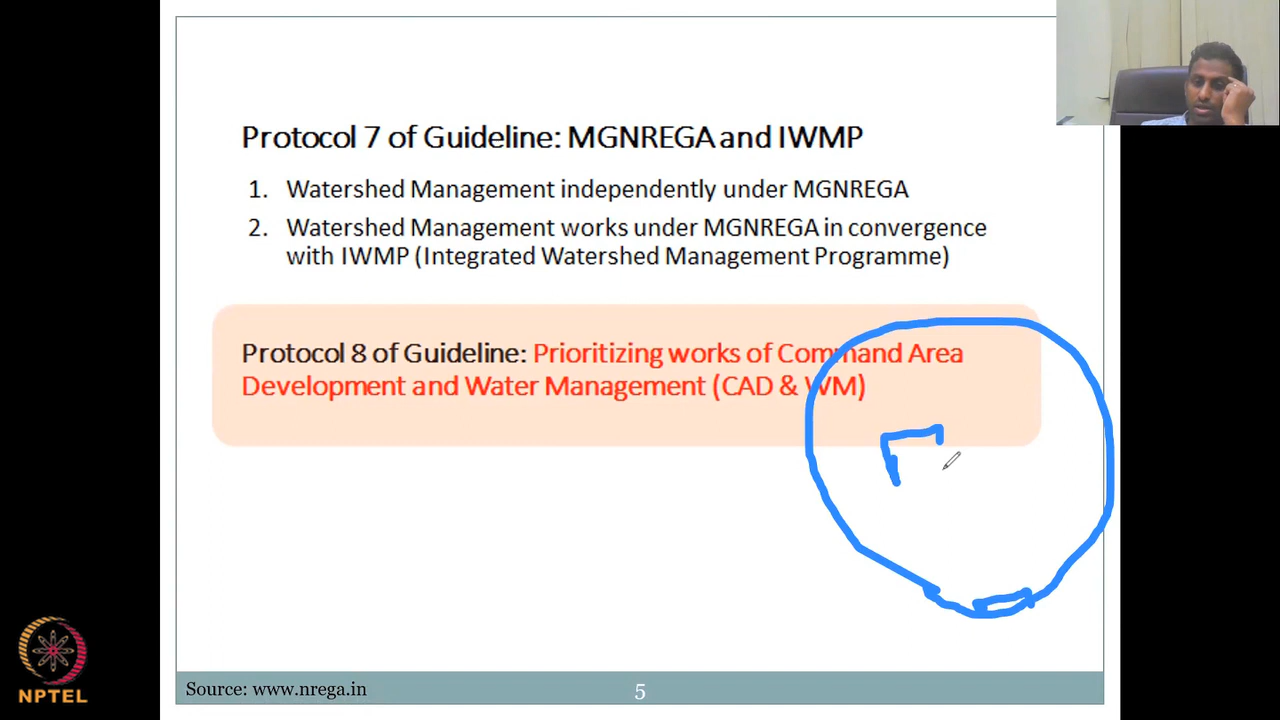 Protocol 7 of Guideline: MGNREGA and IWMP
1. Watershed Management independently under MGNREGA
2. Watershed Management works under MGNREGA in convergence
with IWMP (Integrated Watershed Management Programme)
Protocol 8 of Guideline: Prioritizing works of Command Area
Development and Water Management (CAD & WM)
Source: www.nrega.in
5
NPTEL